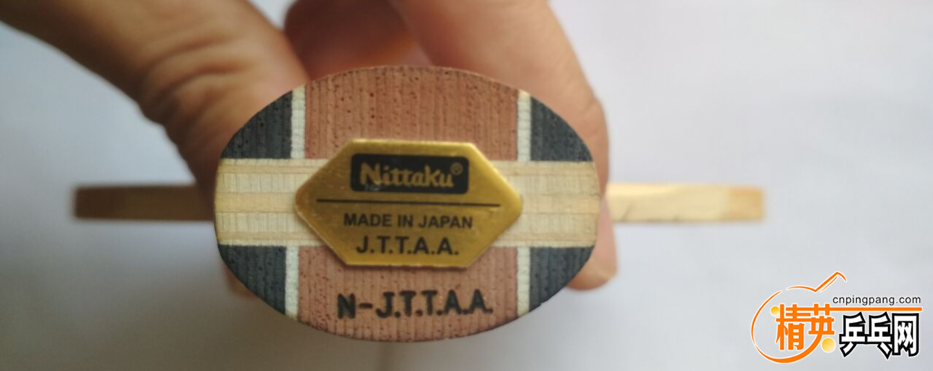 Nittaku®
MADE IN JAPAN
J.T.T.A.A.
N-J.T.T.A.A.
cnpingpang.com
精英乒乓网